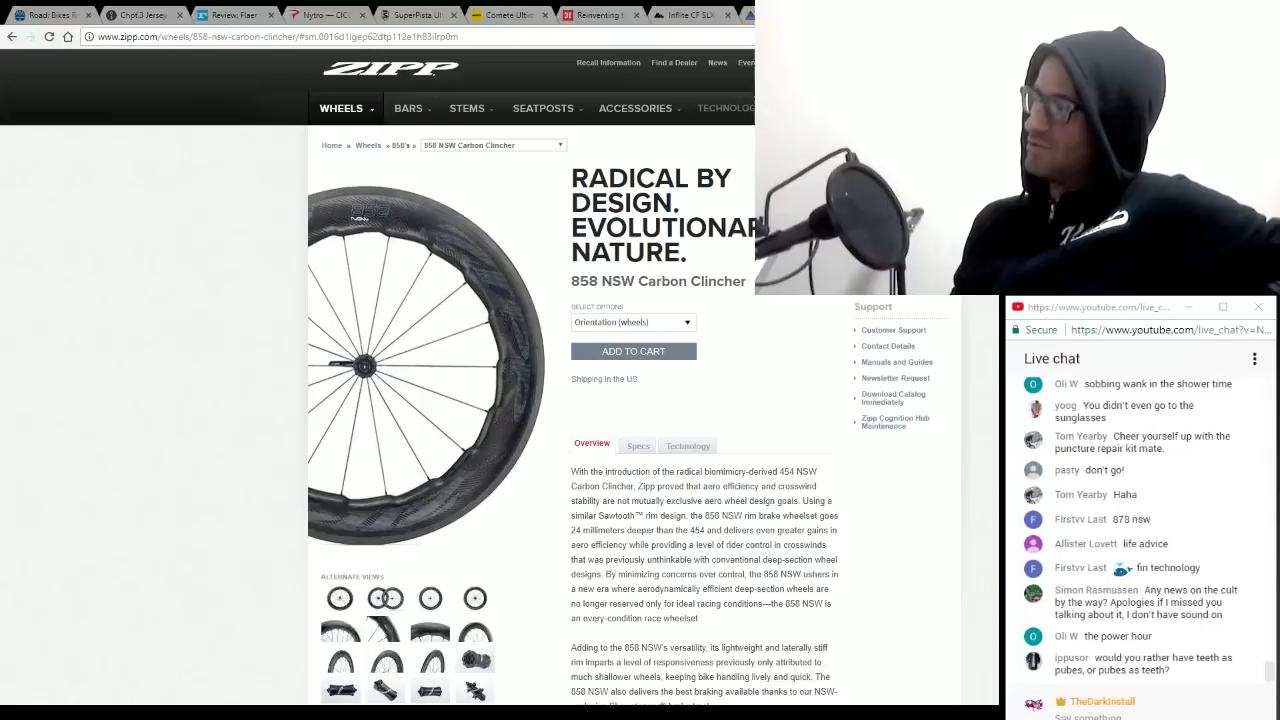 Road: Bikes
Chpt.3 Jersey
Review: Flaer
Nytro — C
SuperPista Ul
Comete Ultim
Reinventing
Inflite CF SLX
www.zipp.com/wheels/858-nsw-carbon-clincher/
ZIPP
Recall Information Find a Dealer News Even
WHEELS BARS STEMS SEATPOSTS ACCESSORIES TECHNOLOG
Home » Wheels » 858's » 858 NSW Carbon Clincher
RADICAL BY
DESIGN.
EVOLUTIONAR
NATURE.
858 NSW Carbon Clincher
SELECT OPTIONS
Orientation (wheels)
ADD TO CART
Shipping in the US.
Overview Specs Technology
With the introduction of the radical biomimicry-derived 454 NSW
Carbon Clincher, Zipp proved that aero efficiency and crosswind
stability are not mutually exclusive aero wheel design goals. Using a
similar Sawtooth™ rim design, the 858 NSW rim brake wheelset goes
24 millimeters deeper than the 454 and delivers even greater gains in
aero efficiency while providing a level of rider control in crosswinds
that was previously unthinkable with conventional deep-section wheel
designs. By minimizing concerns over control, the 858 NSW ushers in
a new era where aerodynamically efficient deep-section wheels are
no longer reserved only for ideal racing conditions—the 858 NSW is
an every-condition race wheelset
Adding to the 858 NSW's versatility, its lightweight and laterally stiff
rim imparts a level of responsiveness previously only attributed to
much shallower wheels, keeping bike handling lively and quick. The
858 NSW also delivers the best braking available thanks to our NSW-
ALTERNATE VIEWS
858
NSW
Support
Customer Support
Contact Details
Manuals and Guides
Newsletter Request
Download Catalog
Immediately
Zipp Cognition Hub
Maintenance
https://www.youtube.com/live_c...
Secure https://www.youtube.com/live_chat?v=N...
Live chat
Oli W sobbing wank in the shower time
yoog You didn't even go to the
sunglasses
Tom Yearby Cheer yourself up with the
puncture repair kit mate.
pasty don't go!
Tom Yearby Haha
Firstvv Last 878 nsw
Allister Lovett life advice
Firstvv Last fin technology
Simon Rasmussen Any news on the cult
by the way? Apologies if I missed you
talking about it, I don't have sound on
Oli W the power hour
ippusor would you rather have teeth as
pubes, or pubes as teeth?
TheDarkInstall
Say something